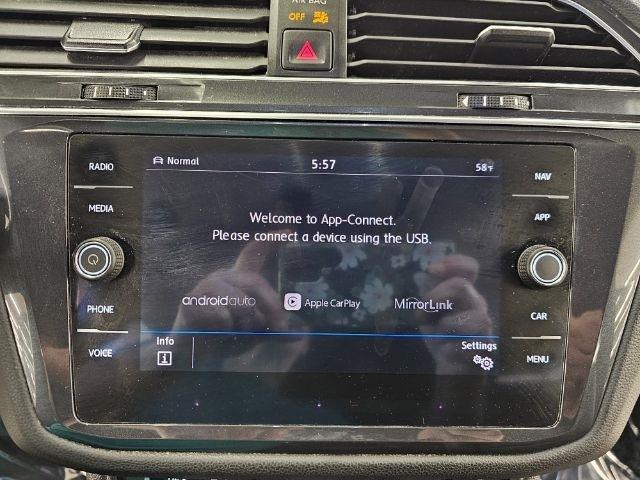 AIR BAG
OFF
RADIO
MEDIA
PHONE
VOICE
Normal
5:57
58°F
Welcome to App-Connect.
Please connect a device using the USB.
androidauto
Apple CarPlay
MirrorLink
Info
i
Settings
NAV
APP
CAR
MENU